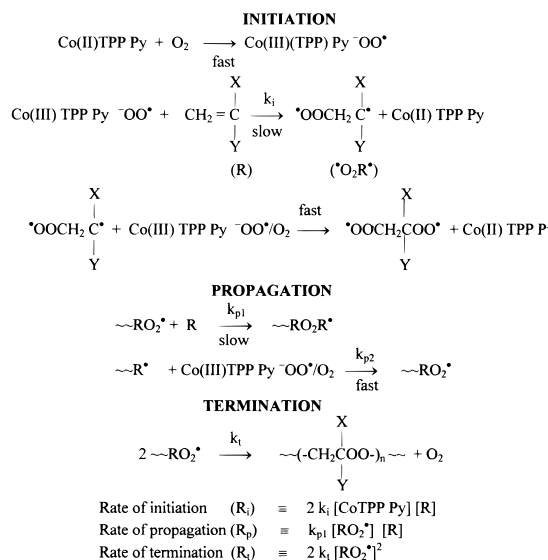 INITIATION
Co(II)TPP Py + O₂ ⟶ Co(III)(TPP) Py ⁻OO•
fast
X
Co(III) TPP Py ⁻OO• + CH₂ = C ⟶ •OOCH₂ C• + Co(II) TPP Py
kᵢ
slow
X
Y
Y
(R) (•O₂R•)
X
fast
X
•OOCH₂ C• + Co(III) TPP Py ⁻OO•/O₂ ⟶ •OOCH₂COO• + Co(II) TPP P
Y
Y
PROPAGATION
kp1
~~RO₂• + R ⟶ ~~RO₂R•
slow
kp2
~~R• + Co(III)TPP Py ⁻OO•/O₂ ⟶ ~~RO₂•
fast
TERMINATION
X
kt
2 ~~RO₂• ⟶ ~~(-CH₂COO-)ₙ~~ + O₂
Y
Rate of initiation (Rᵢ) ≡ 2 kᵢ [CoTPP Py] [R]
Rate of propagation (Rp) ≡ kp1 [RO₂•] [R]
Rate of termination (Rt) ≡ 2 kt [RO₂•]²